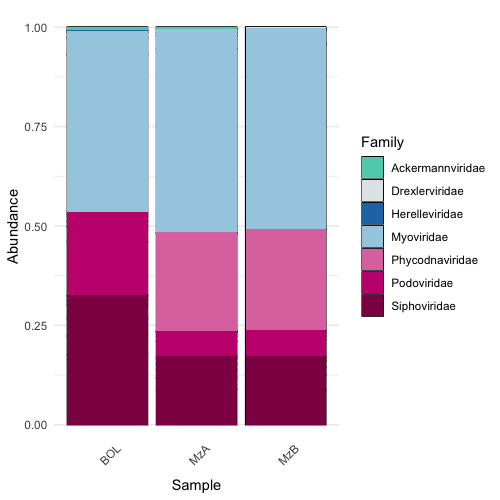 1.00
0.75
0.50
0.25
0.00
Abundance
BOL
MzA
MzB
Sample
Family
Ackermannviridae
Drexlerviridae
Herelleviridae
Myoviridae
Phycodnaviridae
Podoviridae
Siphoviridae